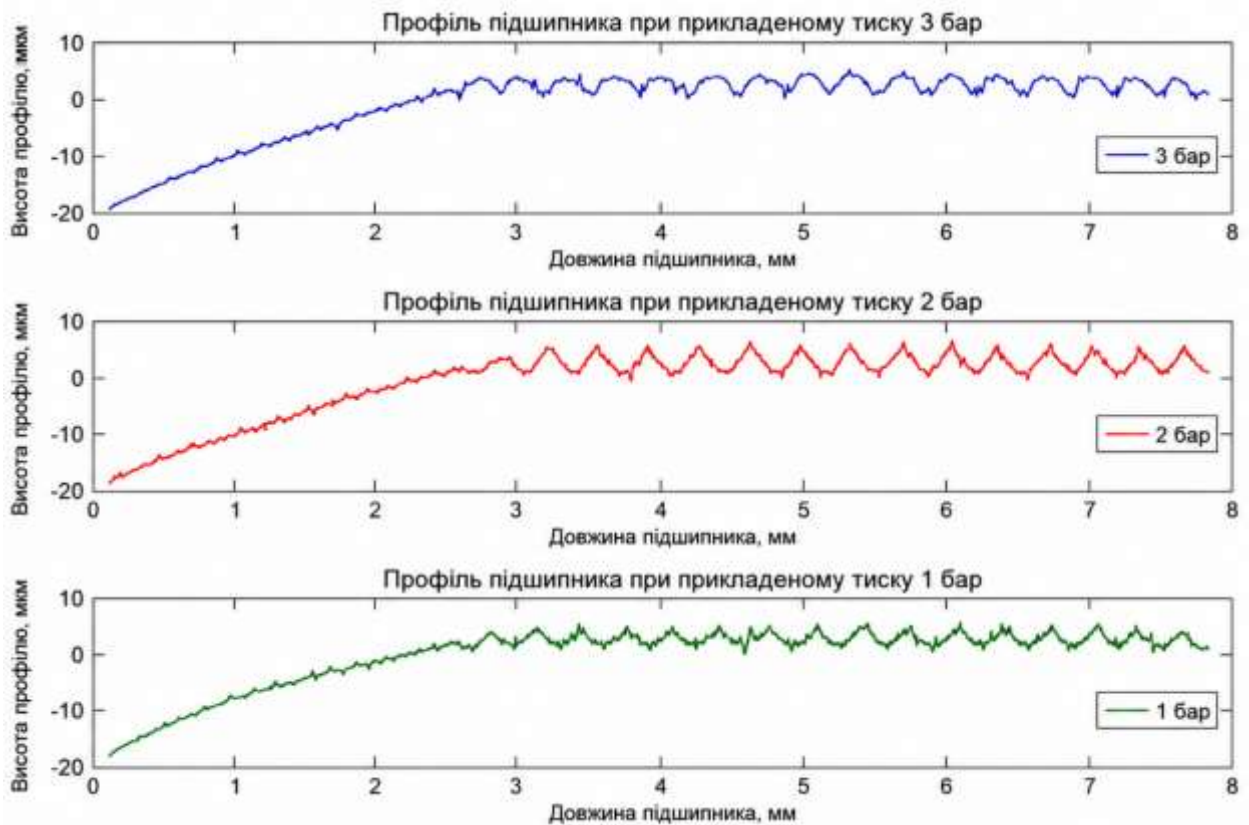 Профіль підшипника при прикладеному тиску 3 бар
Висота профілю, мкм
10
0
-10
-20
3 бар
0 1 2 3 4 5 6 7 8
Довжина підшипника, мм
Профіль підшипника при прикладеному тиску 2 бар
Висота профілю, мкм
10
0
-10
-20
2 бар
0 1 2 3 4 5 6 7 8
Довжина підшипника, мм
Профіль підшипника при прикладеному тиску 1 бар
Висота профілю, мкм
10
0
-10
-20
1 бар
0 1 2 3 4 5 6 7 8
Довжина підшипника, мм